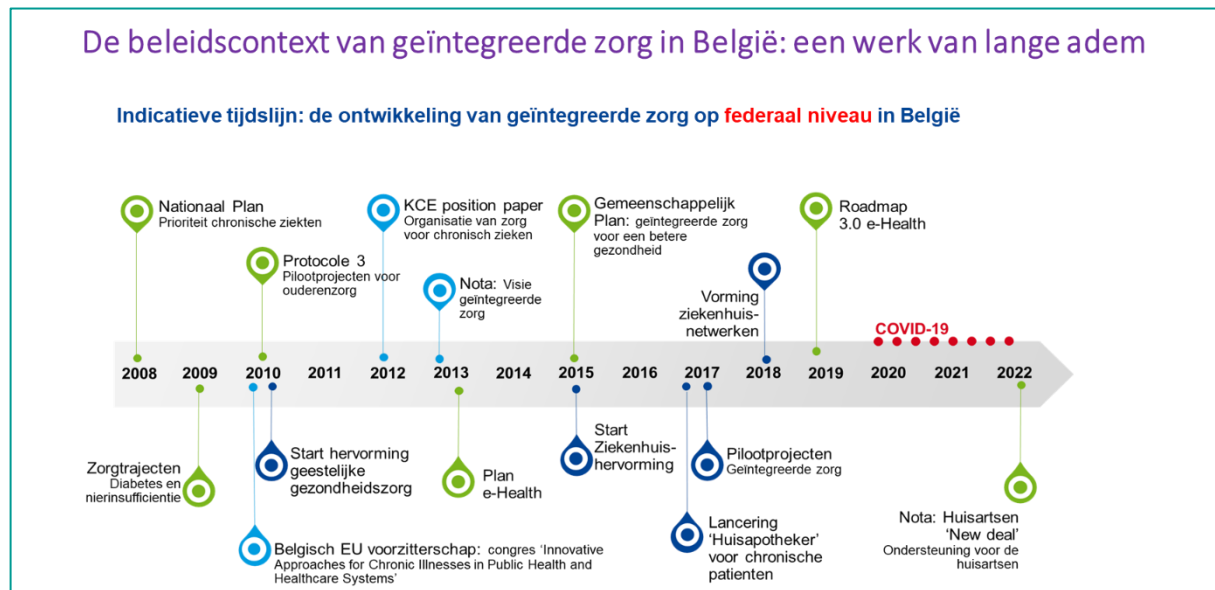 De beleidscontext van geïntegreerde zorg in België: een werk van lange adem
Indicatieve tijdslijn: de ontwikkeling van geïntegreerde zorg op federaal niveau in België
Nationaal Plan
Prioriteit chronische ziekten
Protocole 3
Pilootprojecten voor
ouderenzorg
KCE position paper
Organisatie van zorg
voor chronisch zieken
Nota: Visie
geïntegreerde
zorg
Gemeenschappelijk
Plan: geïntegreerde zorg
voor een betere
gezondheid
Vorming
ziekenhuis-
netwerken
Roadmap
3.0 e-Health
COVID-19
2008 2009 2010 2011 2012 2013 2014 2015 2016 2017 2018 2019 2020 2021 2022
Zorgtrajecten
Diabetes en
nierinsufficientie
Start hervorming
geestelijke
gezondheidszorg
Belgisch EU voorzitterschap: congres ‘Innovative
Approaches for Chronic Illnesses in Public Health and
Healthcare Systems’
Plan
e-Health
Start
Ziekenhuis-
hervorming
Pilootprojecten
Geïntegreerde zorg
Lancering
‘Huisapotheker’
voor chronische
patienten
Nota: Huisartsen
‘New deal’
Ondersteuning voor de
huisartsen